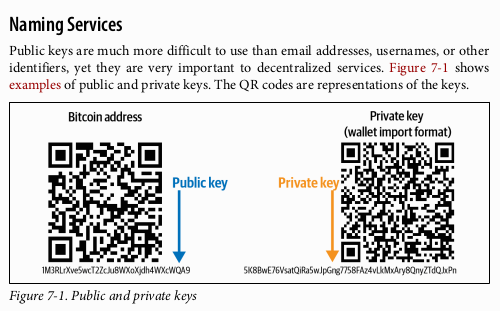 Naming Services
Public keys are much more difficult to use than email addresses, usernames, or other
identifiers, yet they are very important to decentralized services. Figure 7-1 shows
examples of public and private keys. The QR codes are representations of the keys.
Bitcoin address
Private key
(wallet import format)
Public key
Private key
1M3RLrXve5wcT2ZcJu8WXoXjdh4WXcWQA9
5K8BwE76VsatQiRa5wJpGng7758FAz4vLkMxAry8QnyZTdQJxPn
Figure 7-1. Public and private keys